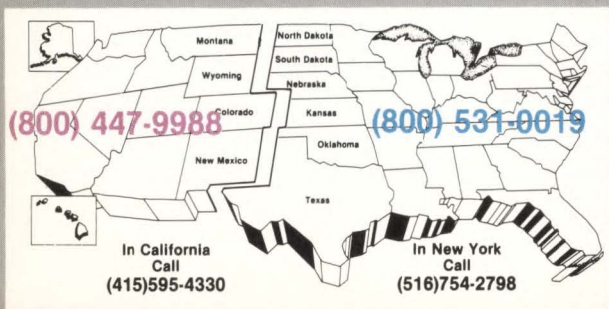 Montana
North Dakota
South Dakota
Wyoming
Nebraska
(800) 447-9988
Colorado
Kansas
(800) 531-0019
Oklahoma
New Mexico
Texas
In California
Call
(415)595-4330
In New York
Call
(516)754-2798